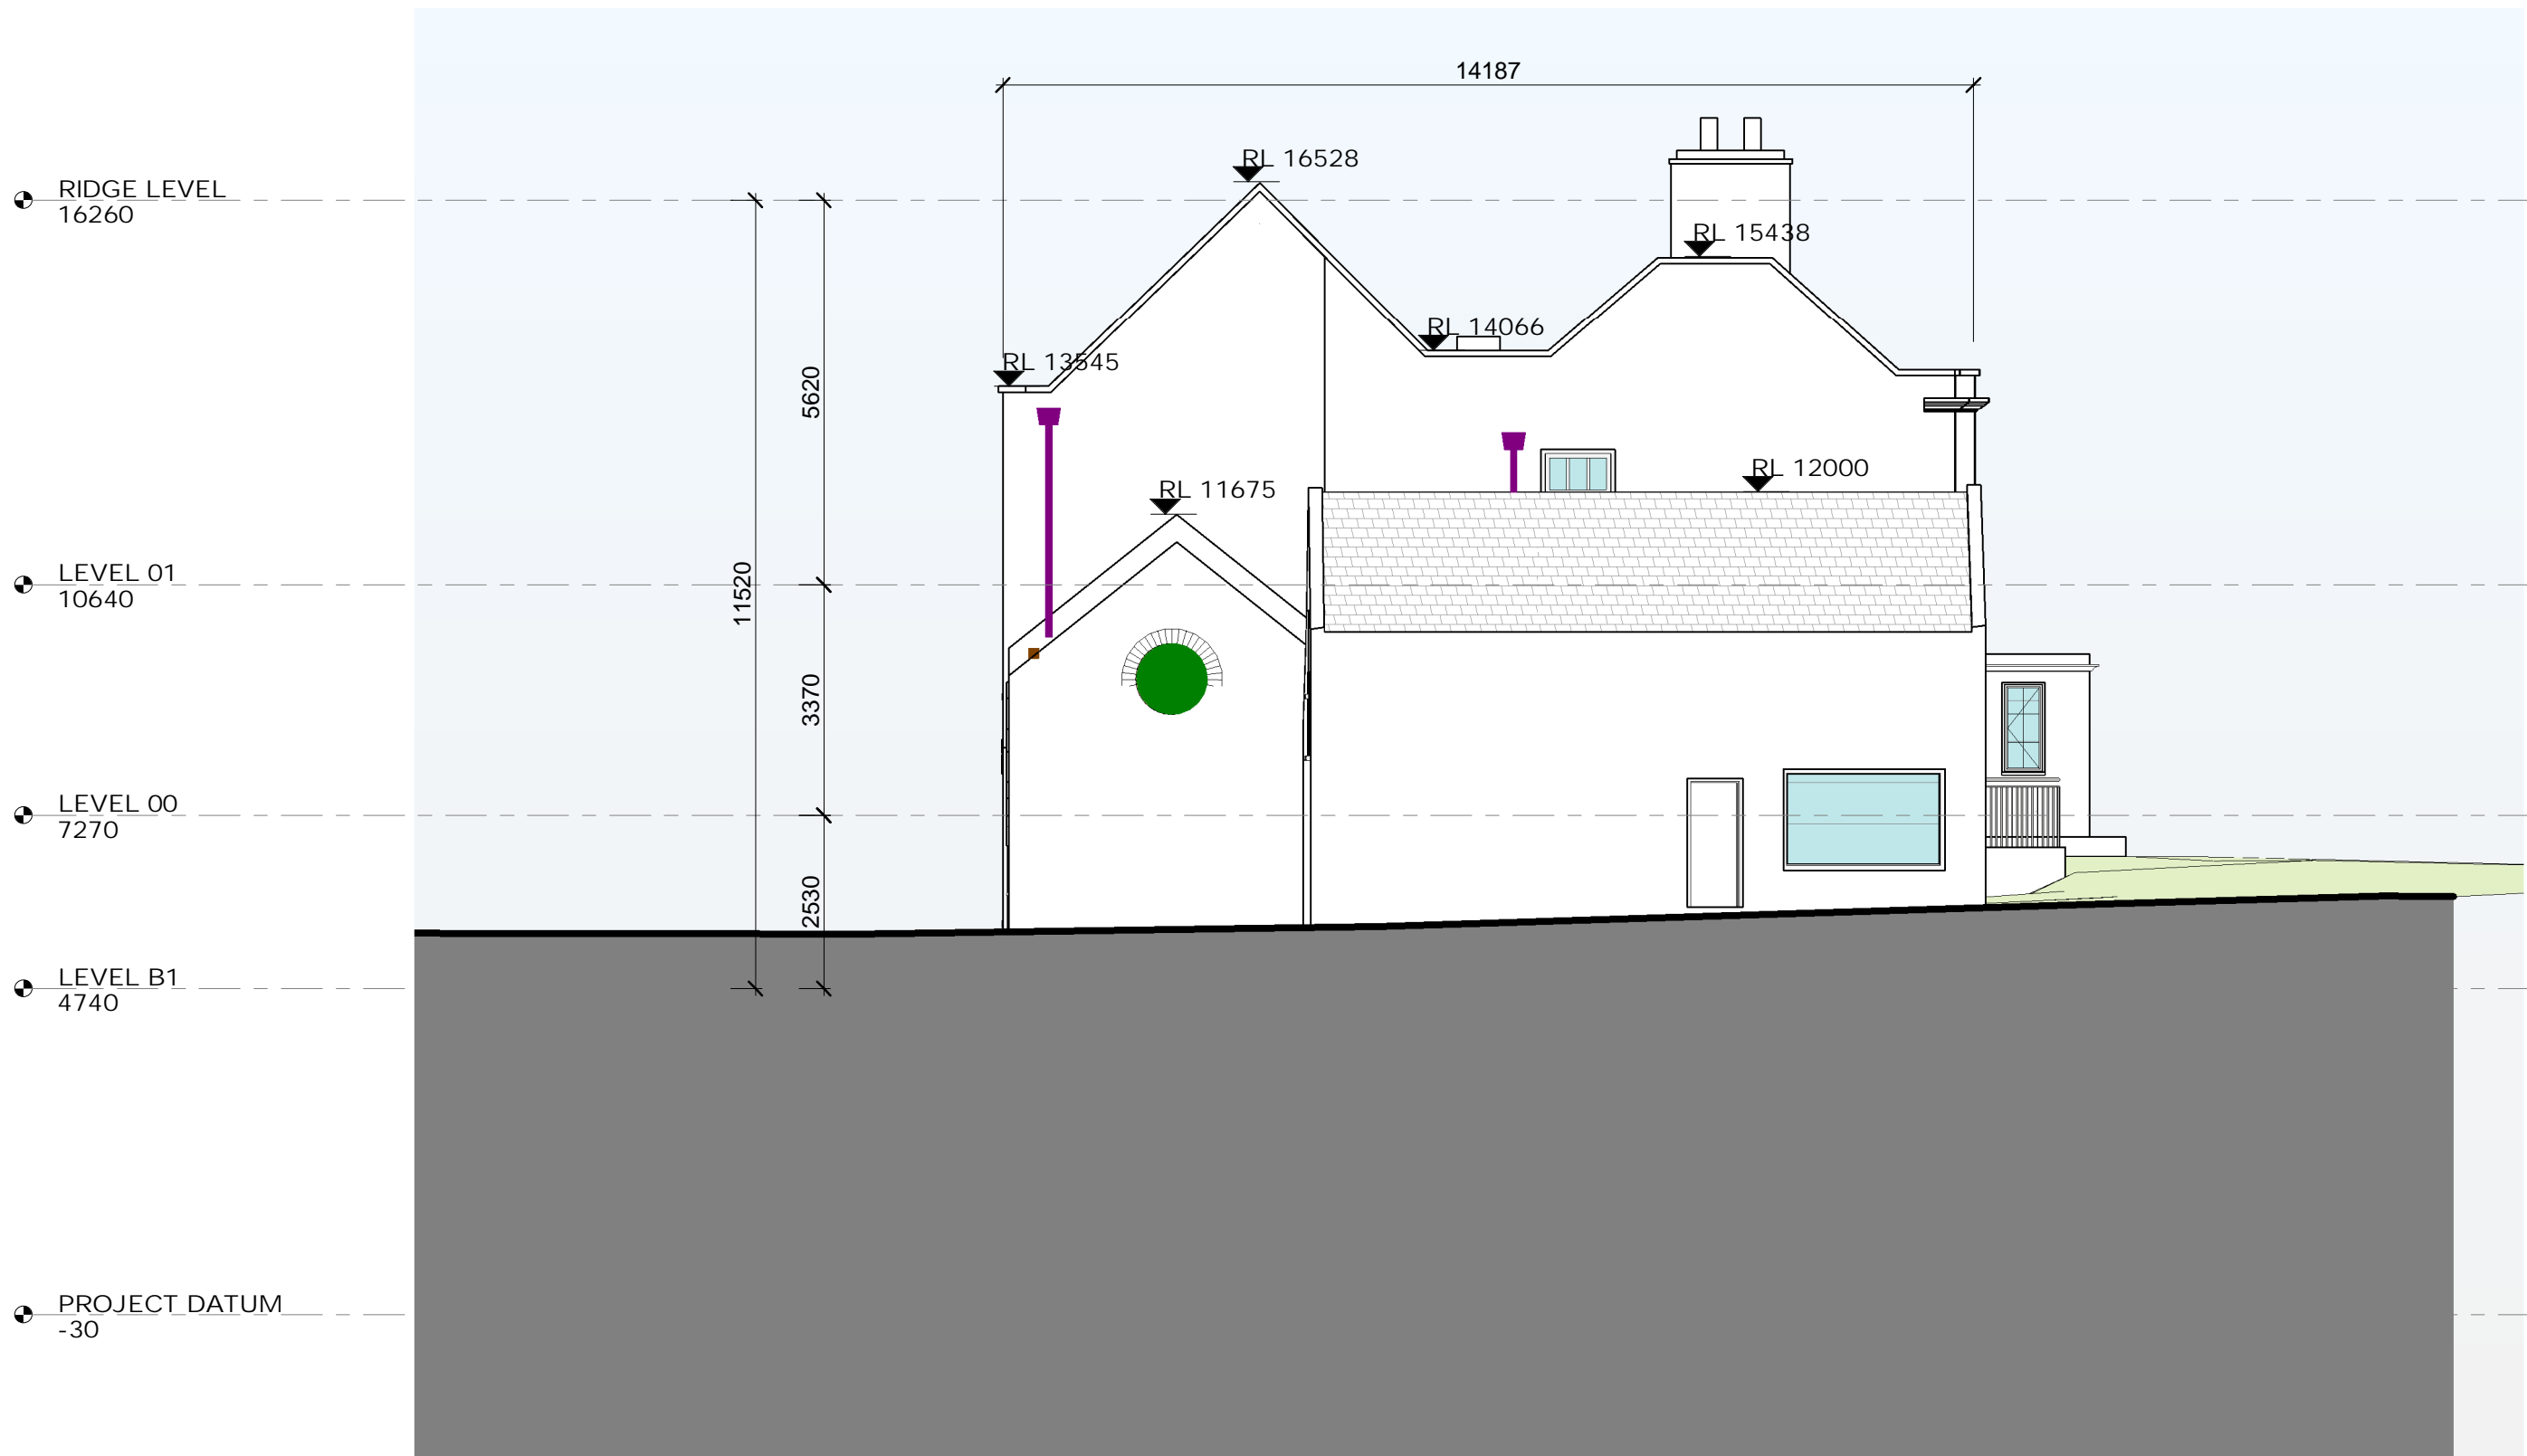 14187
RL 16528
RIDGE LEVEL
16260
RL 15438
RL 14066
RL 13545
5620
RL 12000
RL 11675
LEVEL 01
10640
11520
3370
LEVEL 00
7270
2530
LEVEL B1
4740
PROJECT DATUM
-30